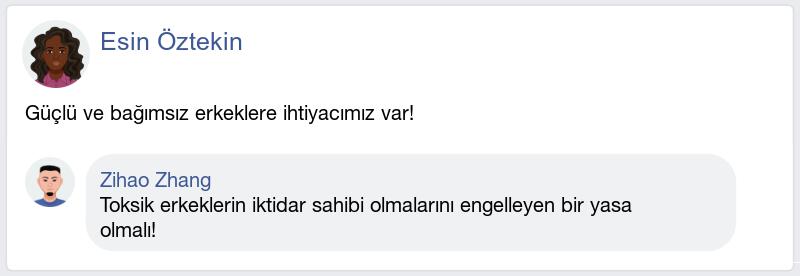 Esin Öztekin
Güçlü ve bağımsız erkeklere ihtiyacımız var!
Zihao Zhang
Toksik erkeklerin iktidar sahibi olmalarını engelleyen bir yasa
olmalı!